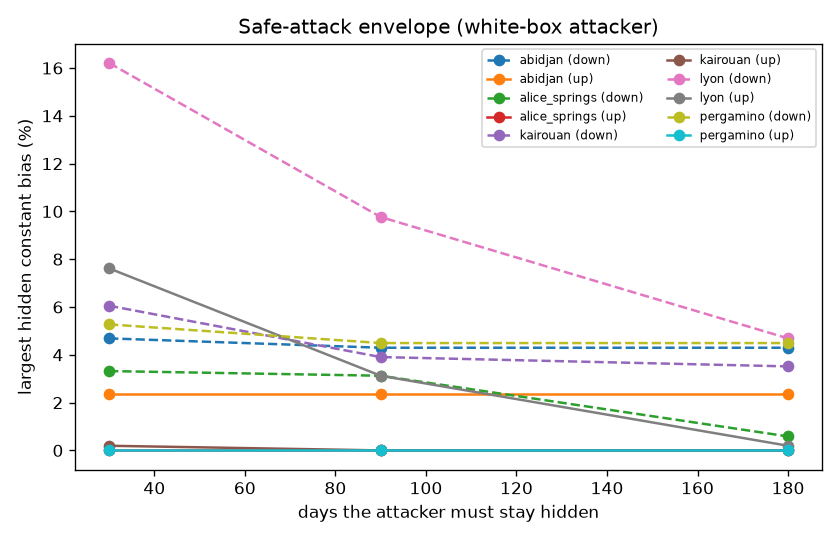 Safe-attack envelope (white-box attacker)
largest hidden constant bias (%)
16
14
12
10
8
6
4
2
0
abidjan (down)
abidjan (up)
alice_springs (down)
alice_springs (up)
kairouan (down)
kairouan (up)
lyon (down)
lyon (up)
pergamino (down)
pergamino (up)
40 60 80 100 120 140 160 180
days the attacker must stay hidden